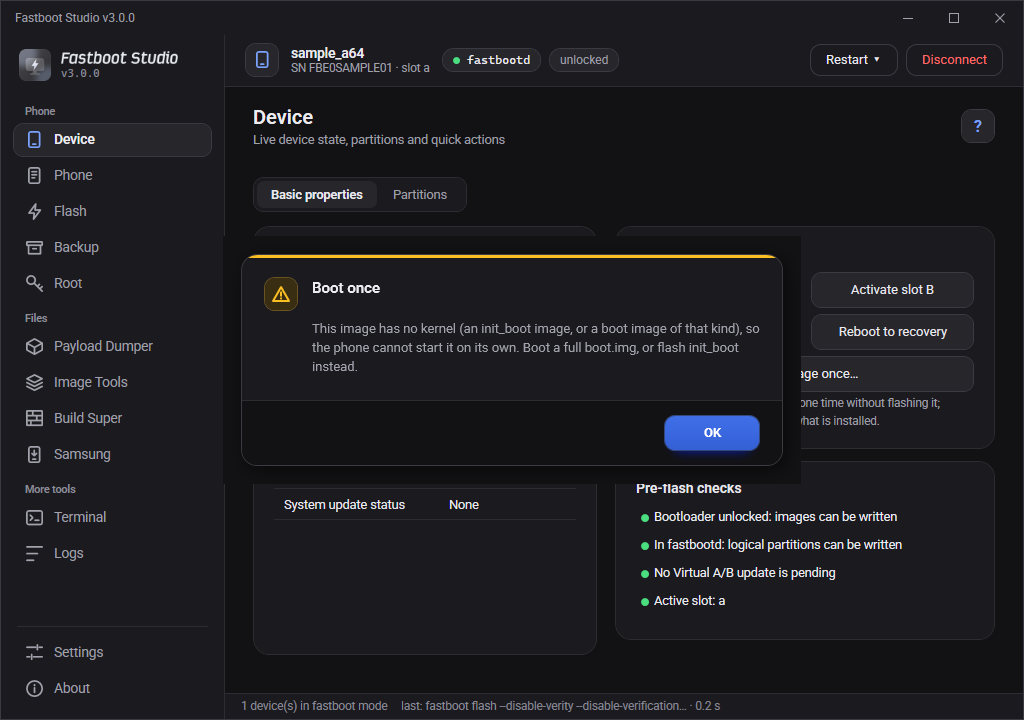 Fastboot Studio v3.0.0
Fastboot Studio
v3.0.0
Phone
Device
Phone
Flash
Backup
Root
Files
Payload Dumper
Image Tools
Build Super
Samsung
More tools
Terminal
Logs
Settings
About
sample_a64
SN FBE0SAMPLE01 · slot a
fastbootd
unlocked
Restart ▾
Disconnect
Device
Live device state, partitions and quick actions
?
Basic properties
Partitions
Activate slot B
Reboot to recovery
age once...
one time without flashing it;
what is installed.
Boot once
This image has no kernel (an init_boot image, or a boot image of that kind), so
the phone cannot start it on its own. Boot a full boot.img, or flash init_boot
instead.
OK
System update status None
Pre-flash checks
Bootloader unlocked: images can be written
In fastbootd: logical partitions can be written
No Virtual A/B update is pending
Active slot: a
1 device(s) in fastboot mode last: fastboot flash --disable-verity --disable-verification... · 0.2 s